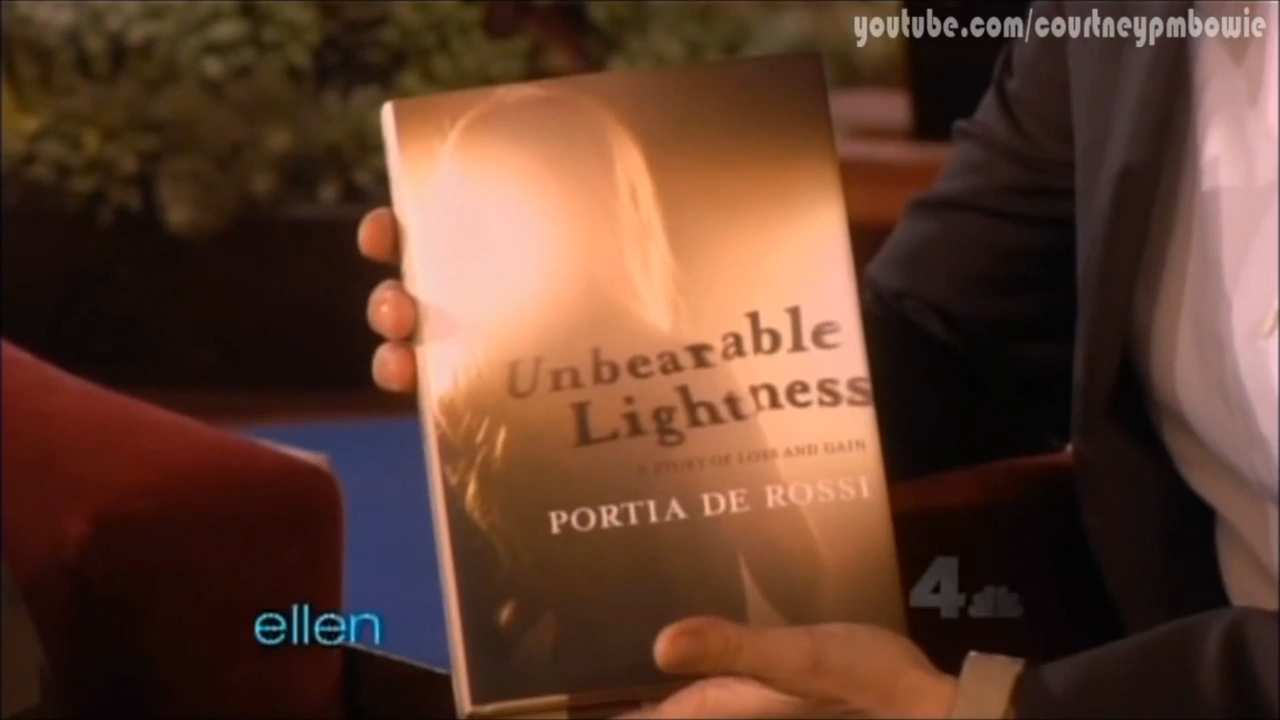 youtube.com/courtneypmbowie
Unbearable
Lightness
A STORY OF LOSS AND GAIN
PORTIA DE ROSSI
ellen
4